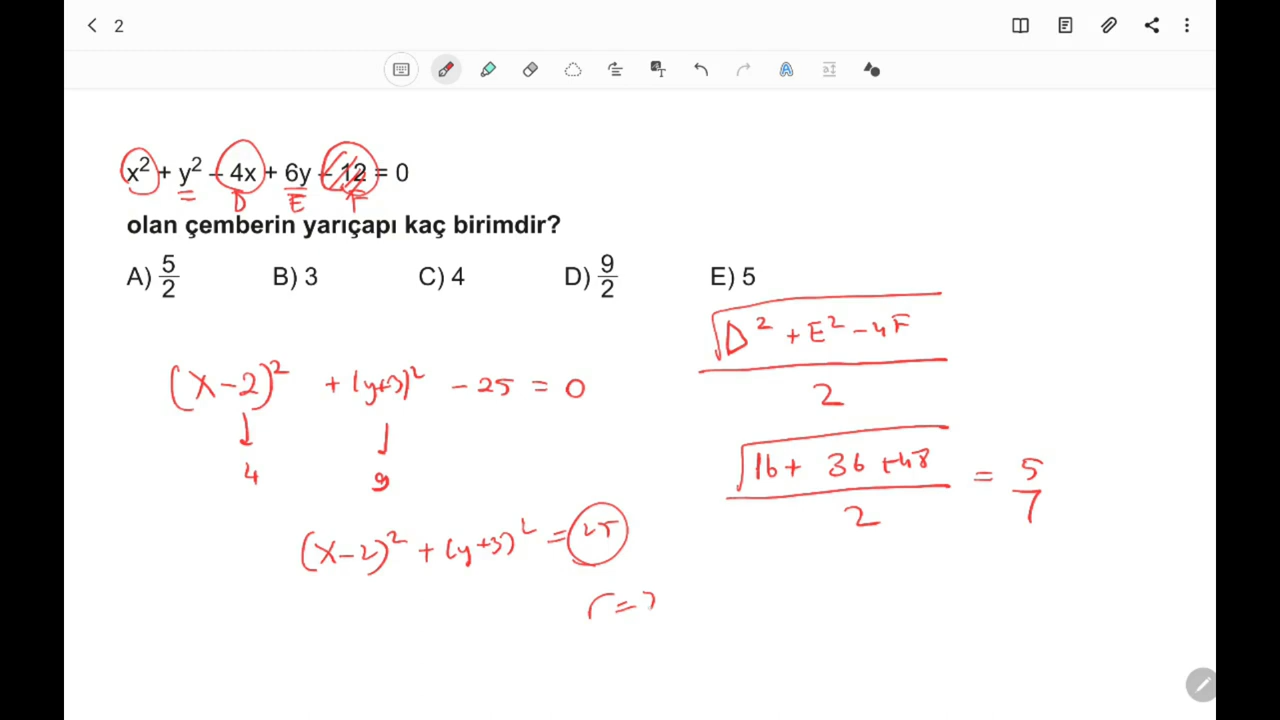 2
x² + y² – 4x + 6y – 12 = 0
D E F
olan çemberin yarıçapı kaç birimdir?
A) 5/2 B) 3 C) 4 D) 9/2 E) 5
√(D² + E² – 4F) / 2
(x – 2)² + (y+3)² – 25 = 0
4 9
√(16 + 36 + 48) / 2 = 5/7
(x – 2)² + (y+3)² = 25
r =